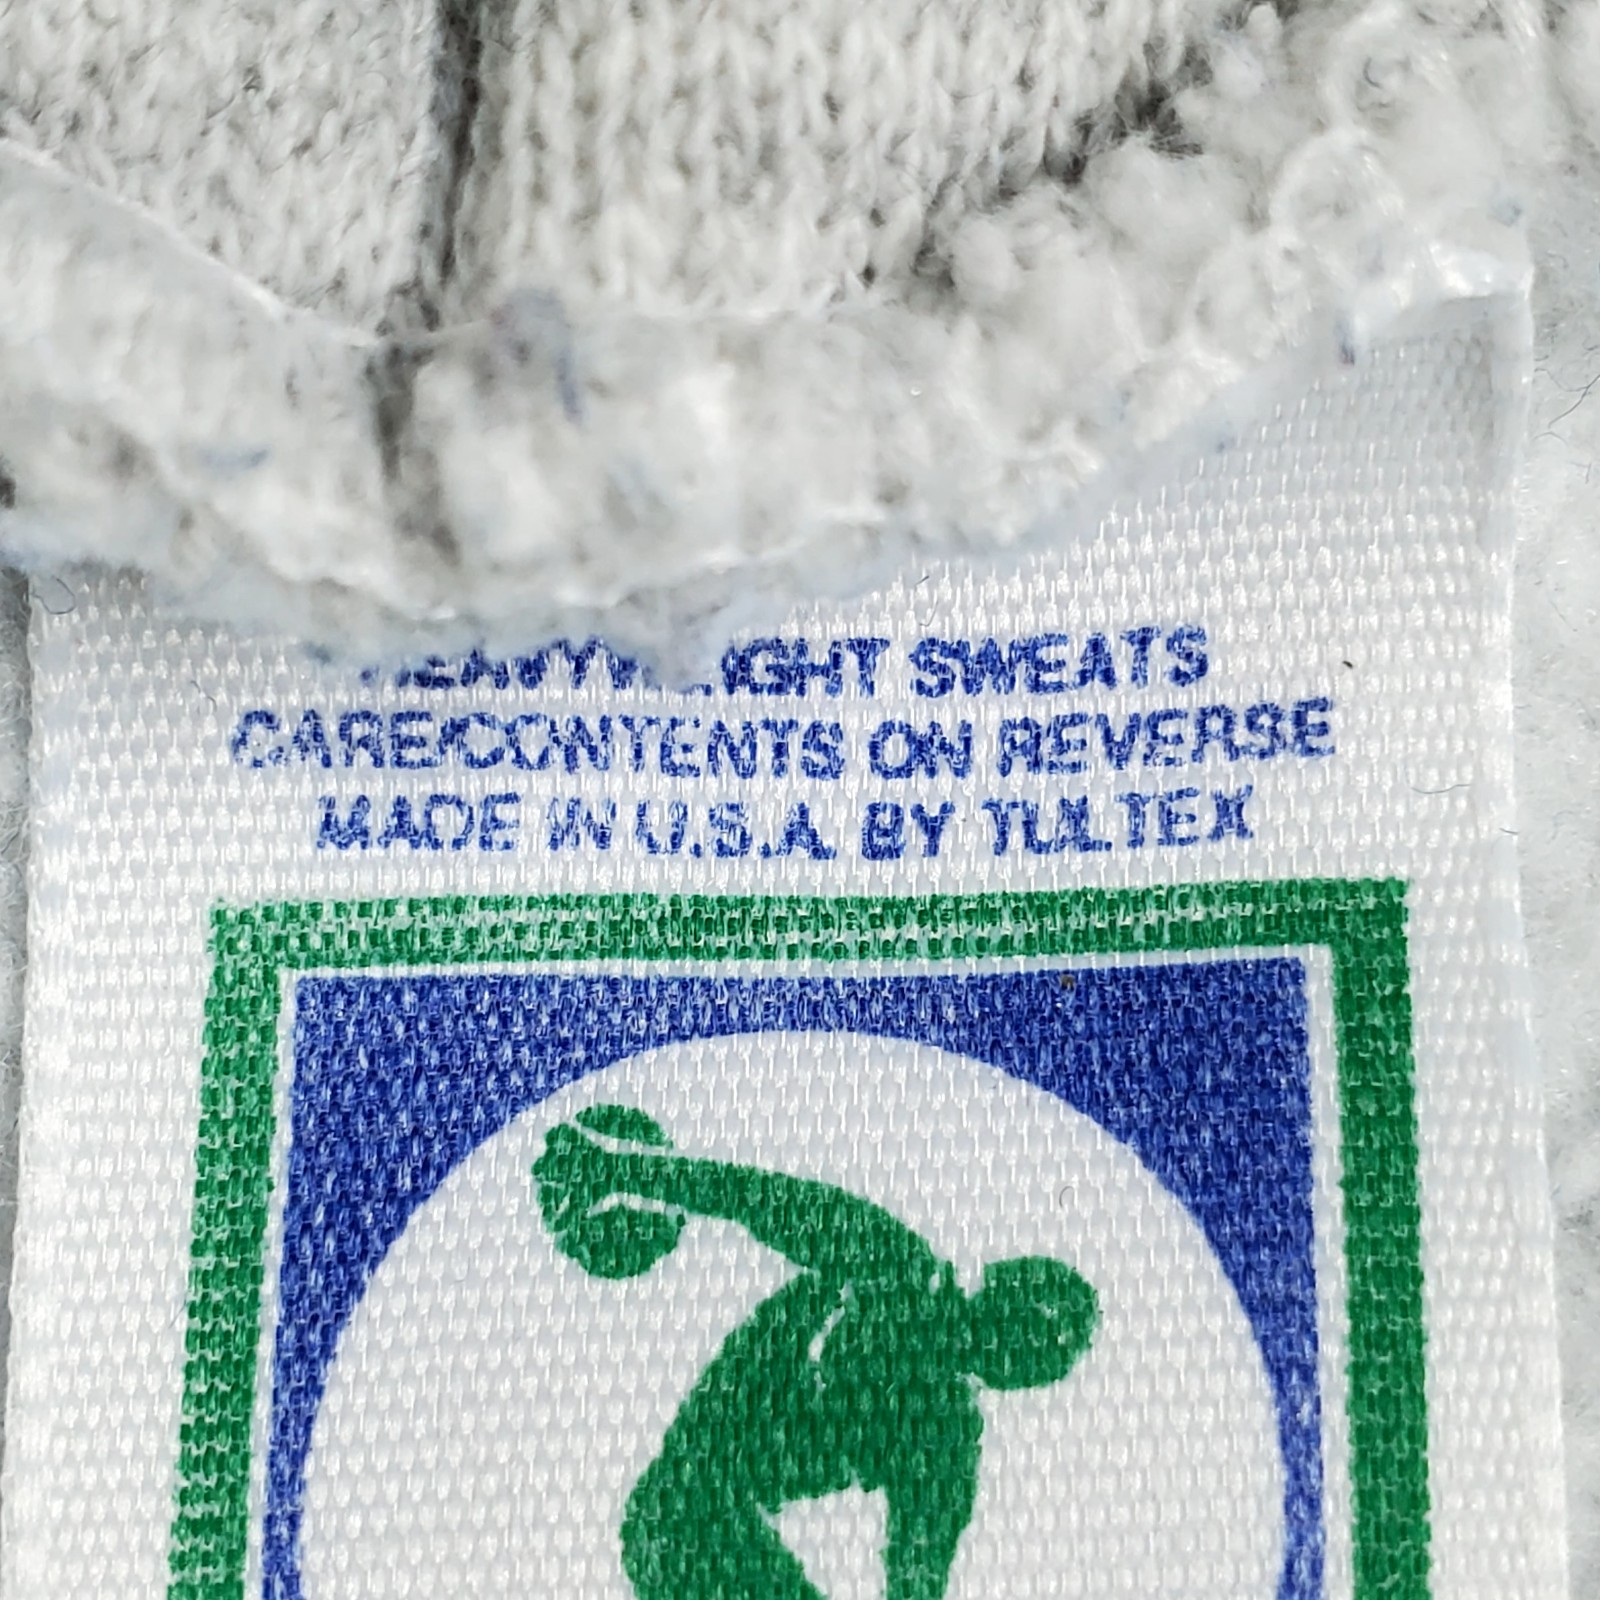 HEAVYWEIGHT SWEATS
CARE/CONTENTS ON REVERSE
MADE IN U.S.A. BY TULTEX